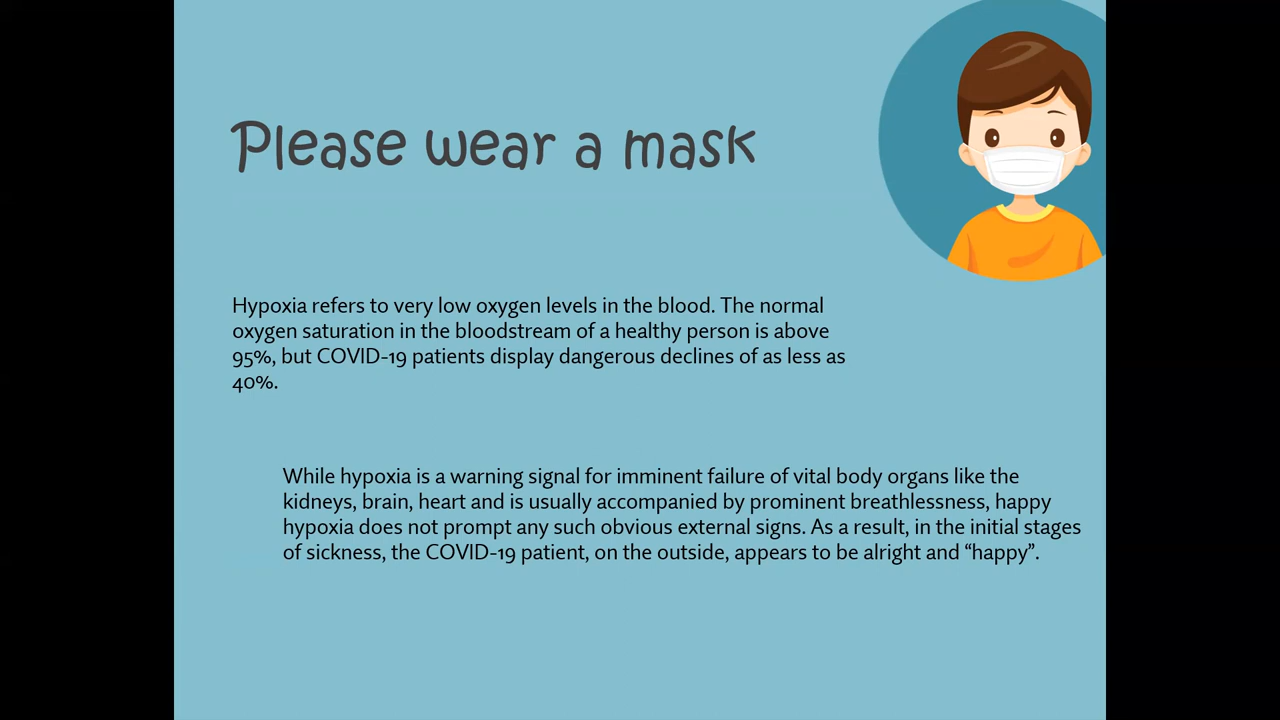 Please wear a mask
Hypoxia refers to very low oxygen levels in the blood. The normal
oxygen saturation in the bloodstream of a healthy person is above
95%, but COVID-19 patients display dangerous declines of as less as
40%.
While hypoxia is a warning signal for imminent failure of vital body organs like the
kidneys, brain, heart and is usually accompanied by prominent breathlessness, happy
hypoxia does not prompt any such obvious external signs. As a result, in the initial stages
of sickness, the COVID-19 patient, on the outside, appears to be alright and “happy”.